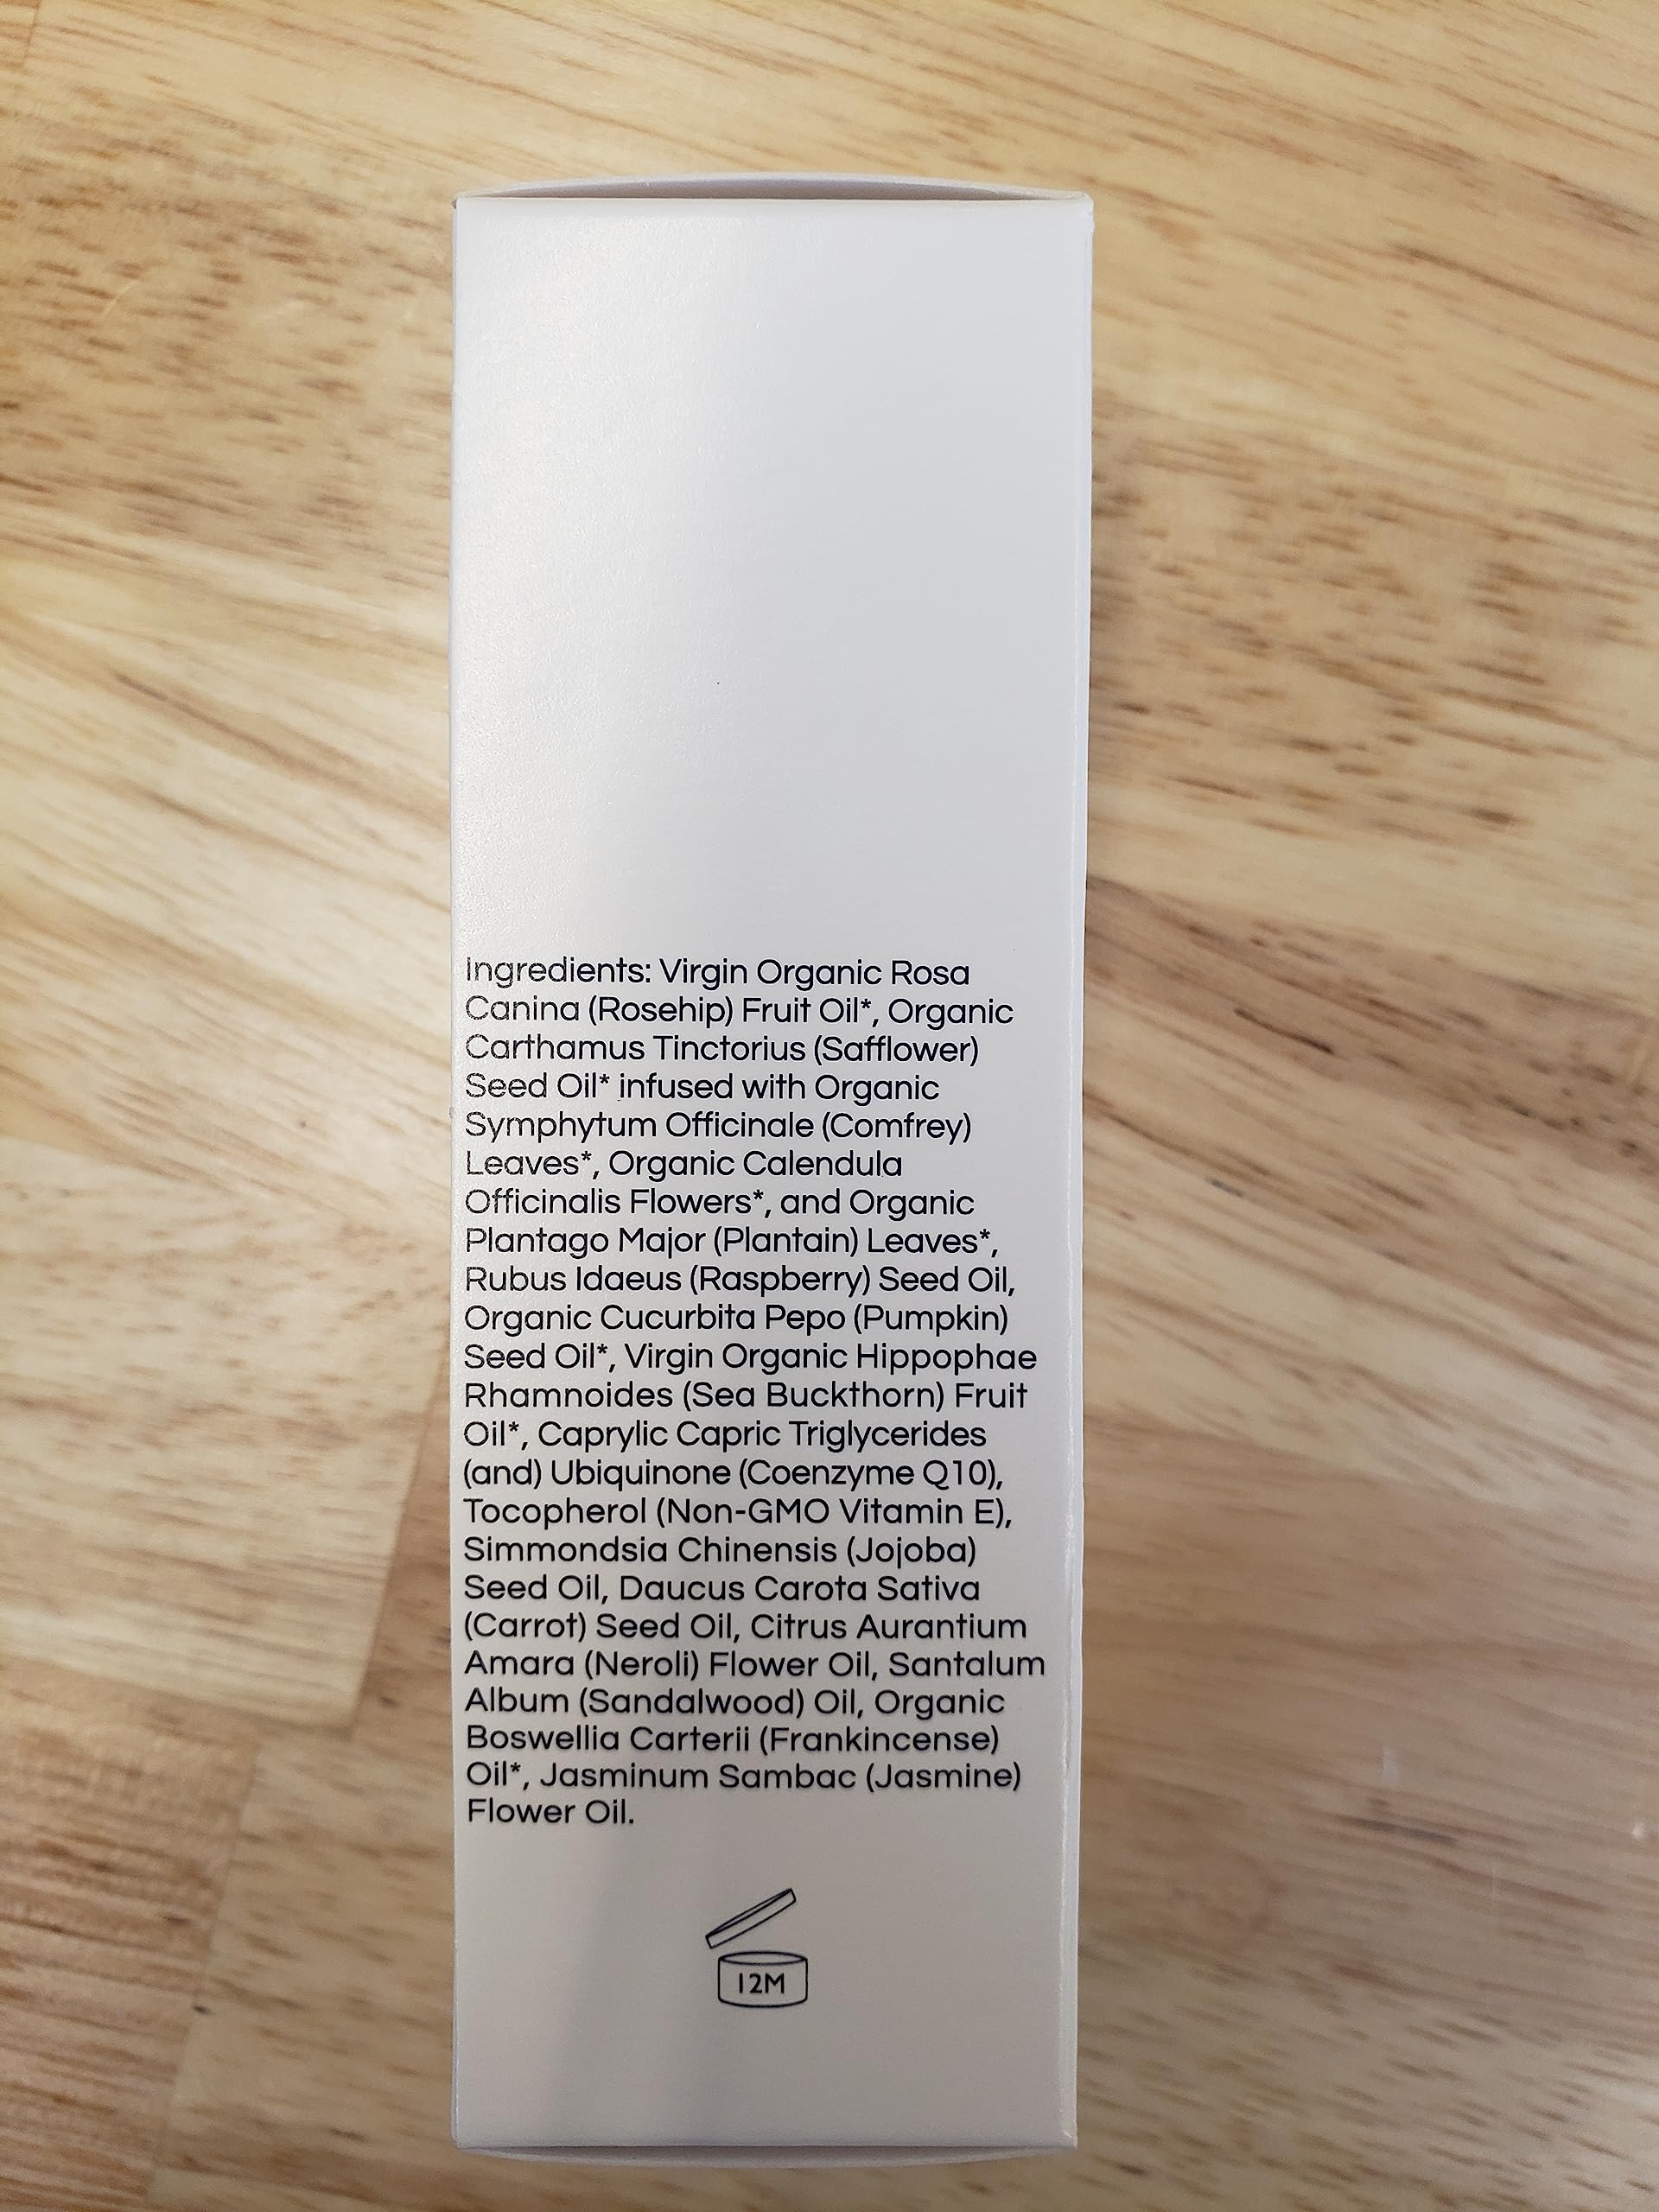 Ingredients: Virgin Organic Rosa
Canina (Rosehip) Fruit Oil*, Organic
Carthamus Tinctorius (Safflower)
Seed Oil* infused with Organic
Symphytum Officinale (Comfrey)
Leaves*, Organic Calendula
Officinalis Flowers*, and Organic
Plantago Major (Plantain) Leaves*,
Rubus Idaeus (Raspberry) Seed Oil,
Organic Cucurbita Pepo (Pumpkin)
Seed Oil*, Virgin Organic Hippophae
Rhamnoides (Sea Buckthorn) Fruit
Oil*, Caprylic Capric Triglycerides
(and) Ubiquinone (Coenzyme Q10),
Tocopherol (Non-GMO Vitamin E),
Simmondsia Chinensis (Jojoba)
Seed Oil, Daucus Carota Sativa
(Carrot) Seed Oil, Citrus Aurantium
Amara (Neroli) Flower Oil, Santalum
Album (Sandalwood) Oil, Organic
Boswellia Carterii (Frankincense)
Oil*, Jasminum Sambac (Jasmine)
Flower Oil.
12M